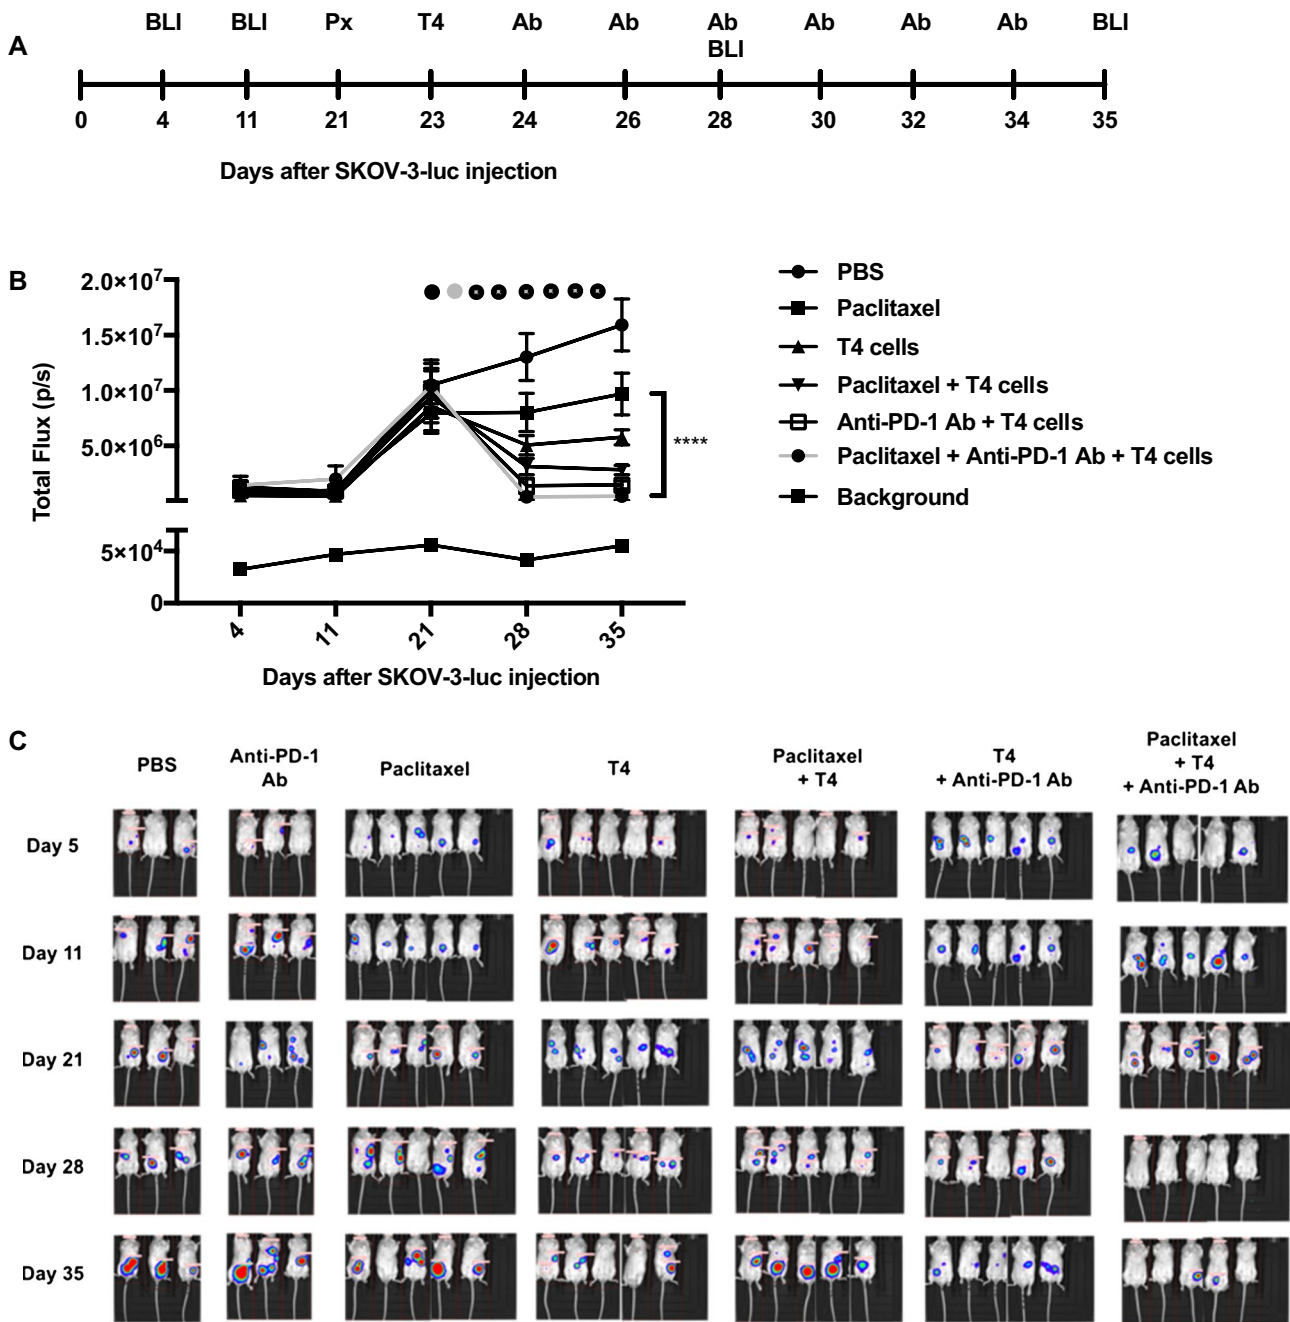 A
BLI BLI Px T4 Ab Ab Ab Ab Ab Ab BLI
BLI
0 4 11 21 23 24 26 28 30 32 34 35
Days after SKOV-3-luc injection
B
Total Flux (p/s)
2.0×10⁷
1.5×10⁷
1.0×10⁷
5.0×10⁶
5×10⁴
0
4 11 21 28 35
Days after SKOV-3-luc injection
****
PBS
Paclitaxel
T4 cells
Paclitaxel + T4 cells
Anti-PD-1 Ab + T4 cells
Paclitaxel + Anti-PD-1 Ab + T4 cells
Background
C
PBS
Anti-PD-1
Ab
Paclitaxel
T4
Paclitaxel
+ T4
T4
+ Anti-PD-1 Ab
Paclitaxel
+ T4
+ Anti-PD-1 Ab
Day 5
Day 11
Day 21
Day 28
Day 35